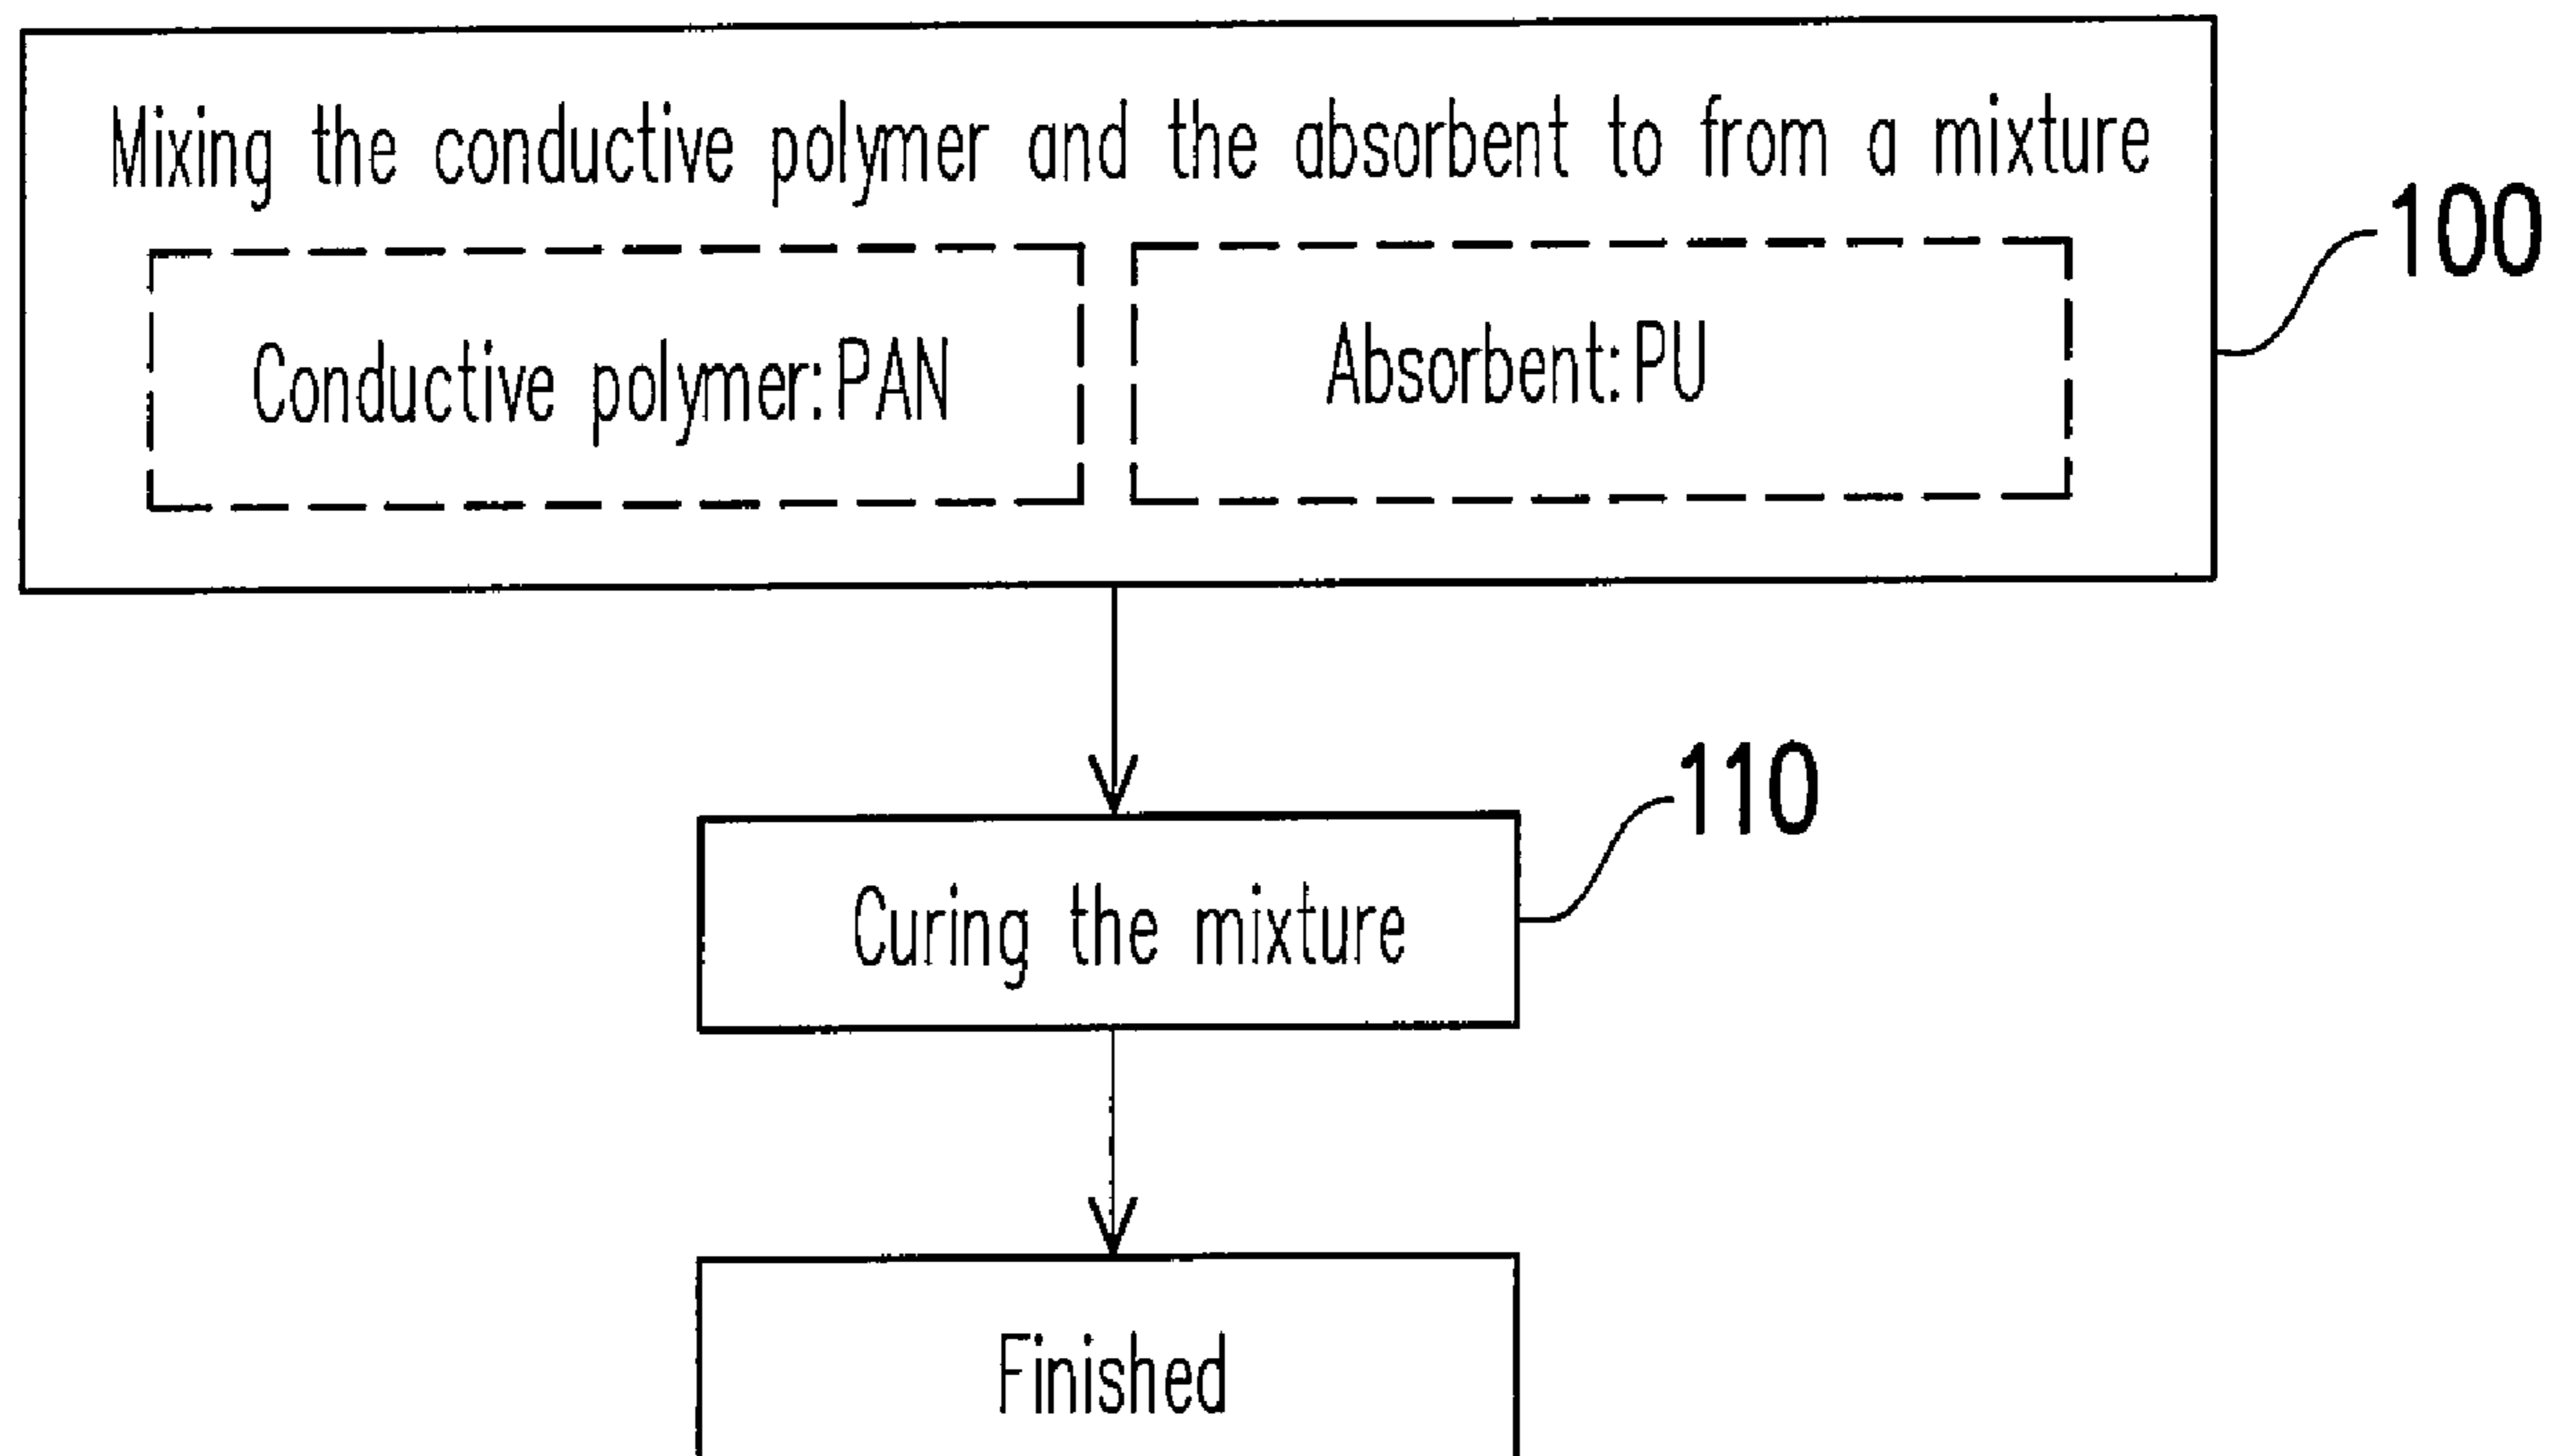 Mixing the conductive polymer and the absorbent to from a mixture
100
Conductive polymer:PAN
Absorbent:PU
110
Curing the mixture
Finished